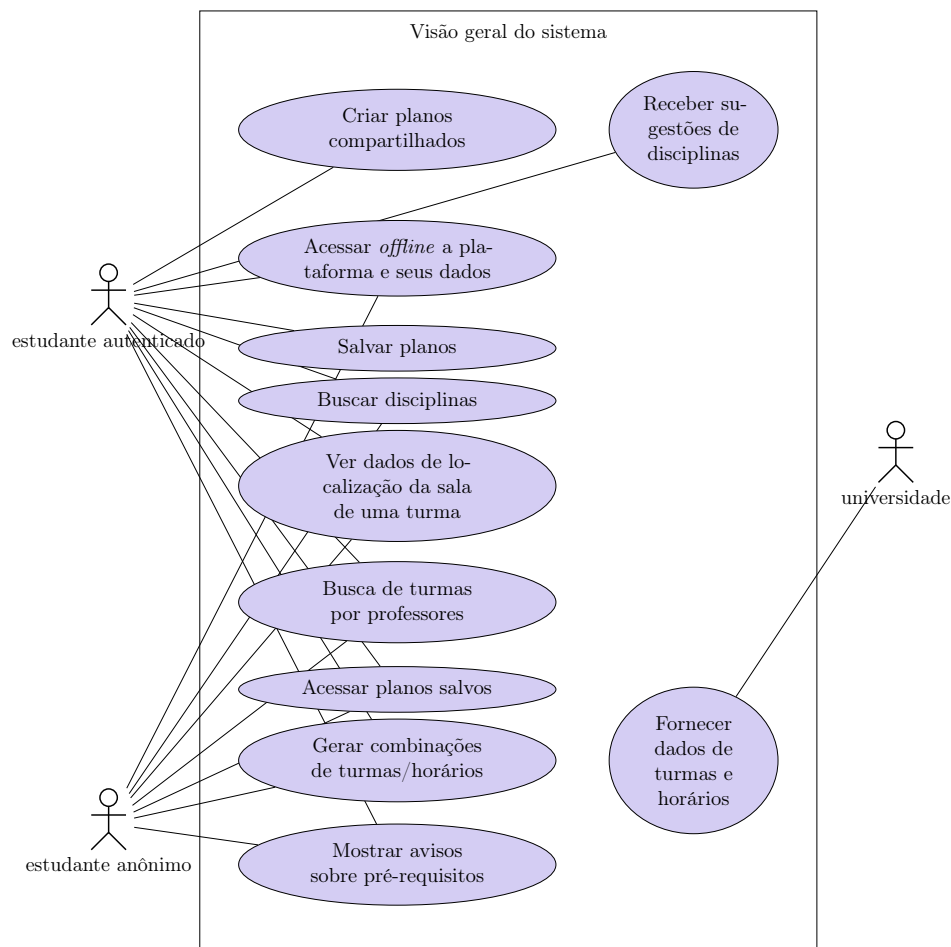 Visão geral do sistema
Criar planos
compartilhados
Receber su-
gestões de
disciplinas
Acessar offline a pla-
taforma e seus dados
estudante autenticado
Salvar planos
Buscar disciplinas
Ver dados de lo-
calização da sala
de uma turma
universidade
Busca de turmas
por professores
Acessar planos salvos
Gerar combinações
de turmas/horários
Fornecer
dados de
turmas e
horários
estudante anônimo
Mostrar avisos
sobre pré-requisitos